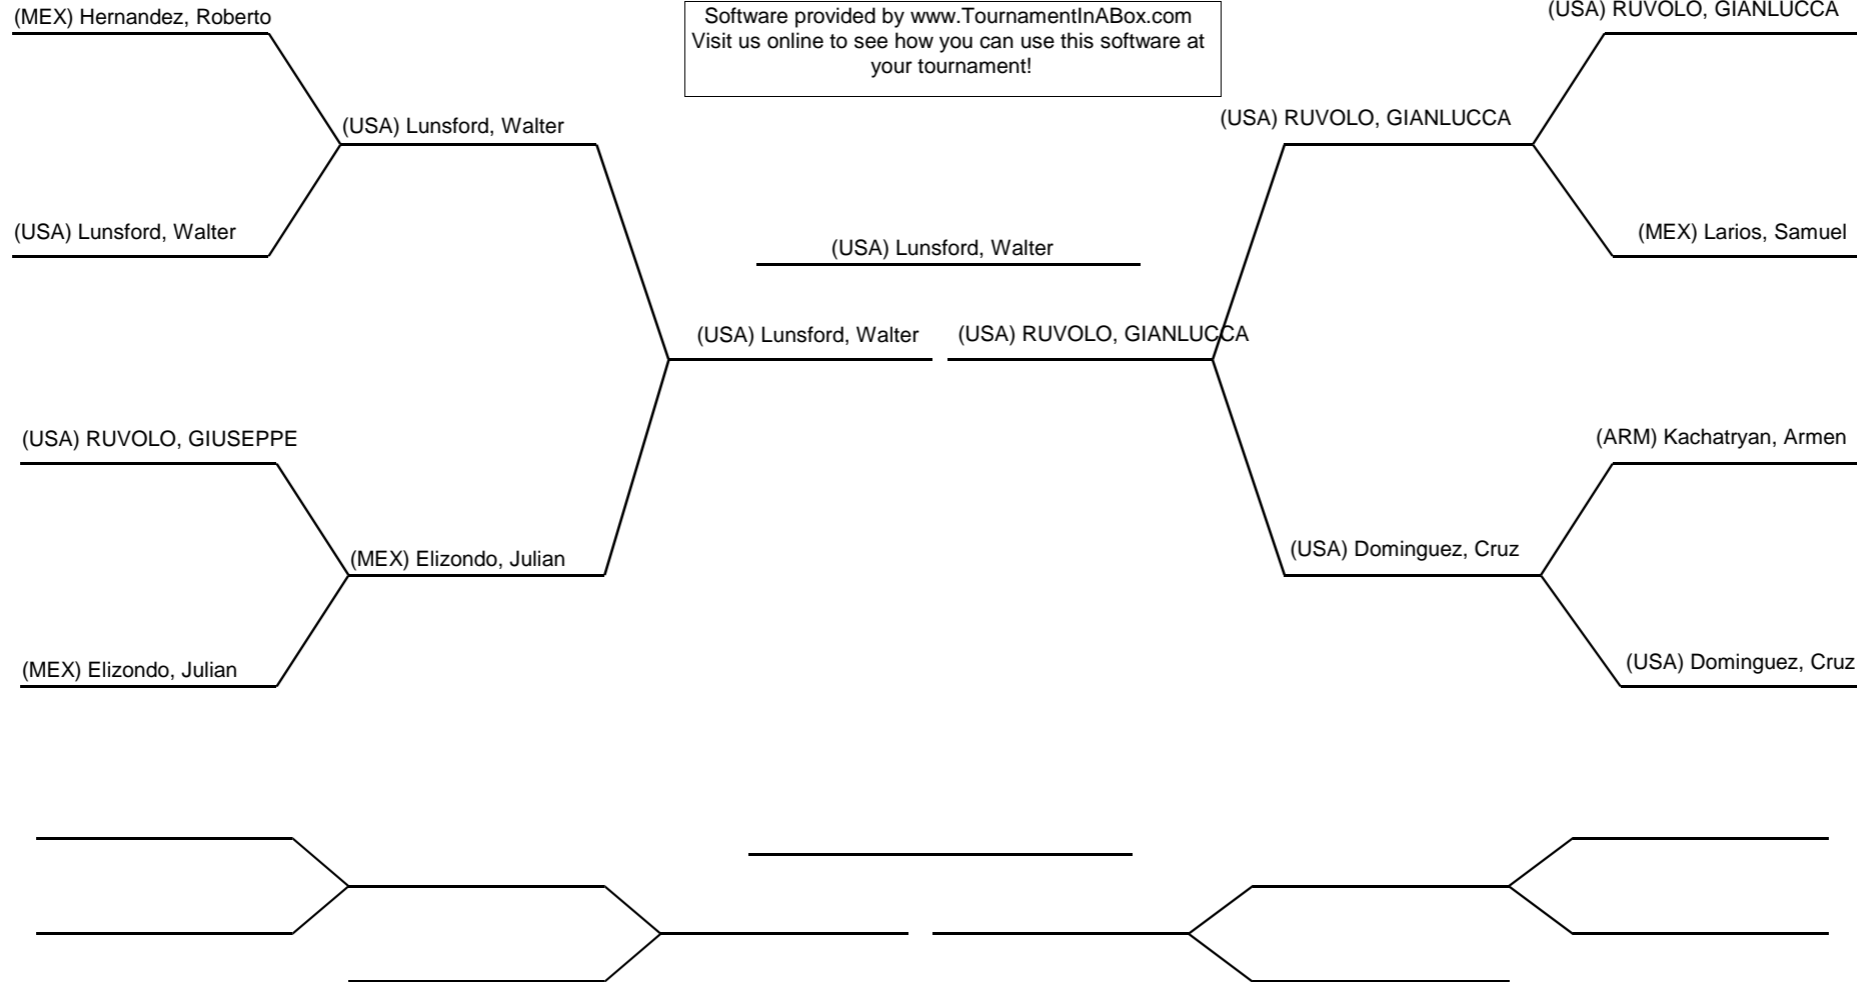 (MEX) Hernandez, Roberto
Software provided by www.TournamentInABox.com
Visit us online to see how you can use this software at
your tournament!
(USA) RUVOLO, GIANLUCCA
(USA) Lunsford, Walter
(USA) RUVOLO, GIANLUCCA
(USA) Lunsford, Walter
(USA) Lunsford, Walter
(MEX) Larios, Samuel
(USA) Lunsford, Walter
(USA) RUVOLO, GIANLUCCA
(USA) RUVOLO, GIUSEPPE
(ARM) Kachatryan, Armen
(MEX) Elizondo, Julian
(USA) Dominguez, Cruz
(MEX) Elizondo, Julian
(USA) Dominguez, Cruz